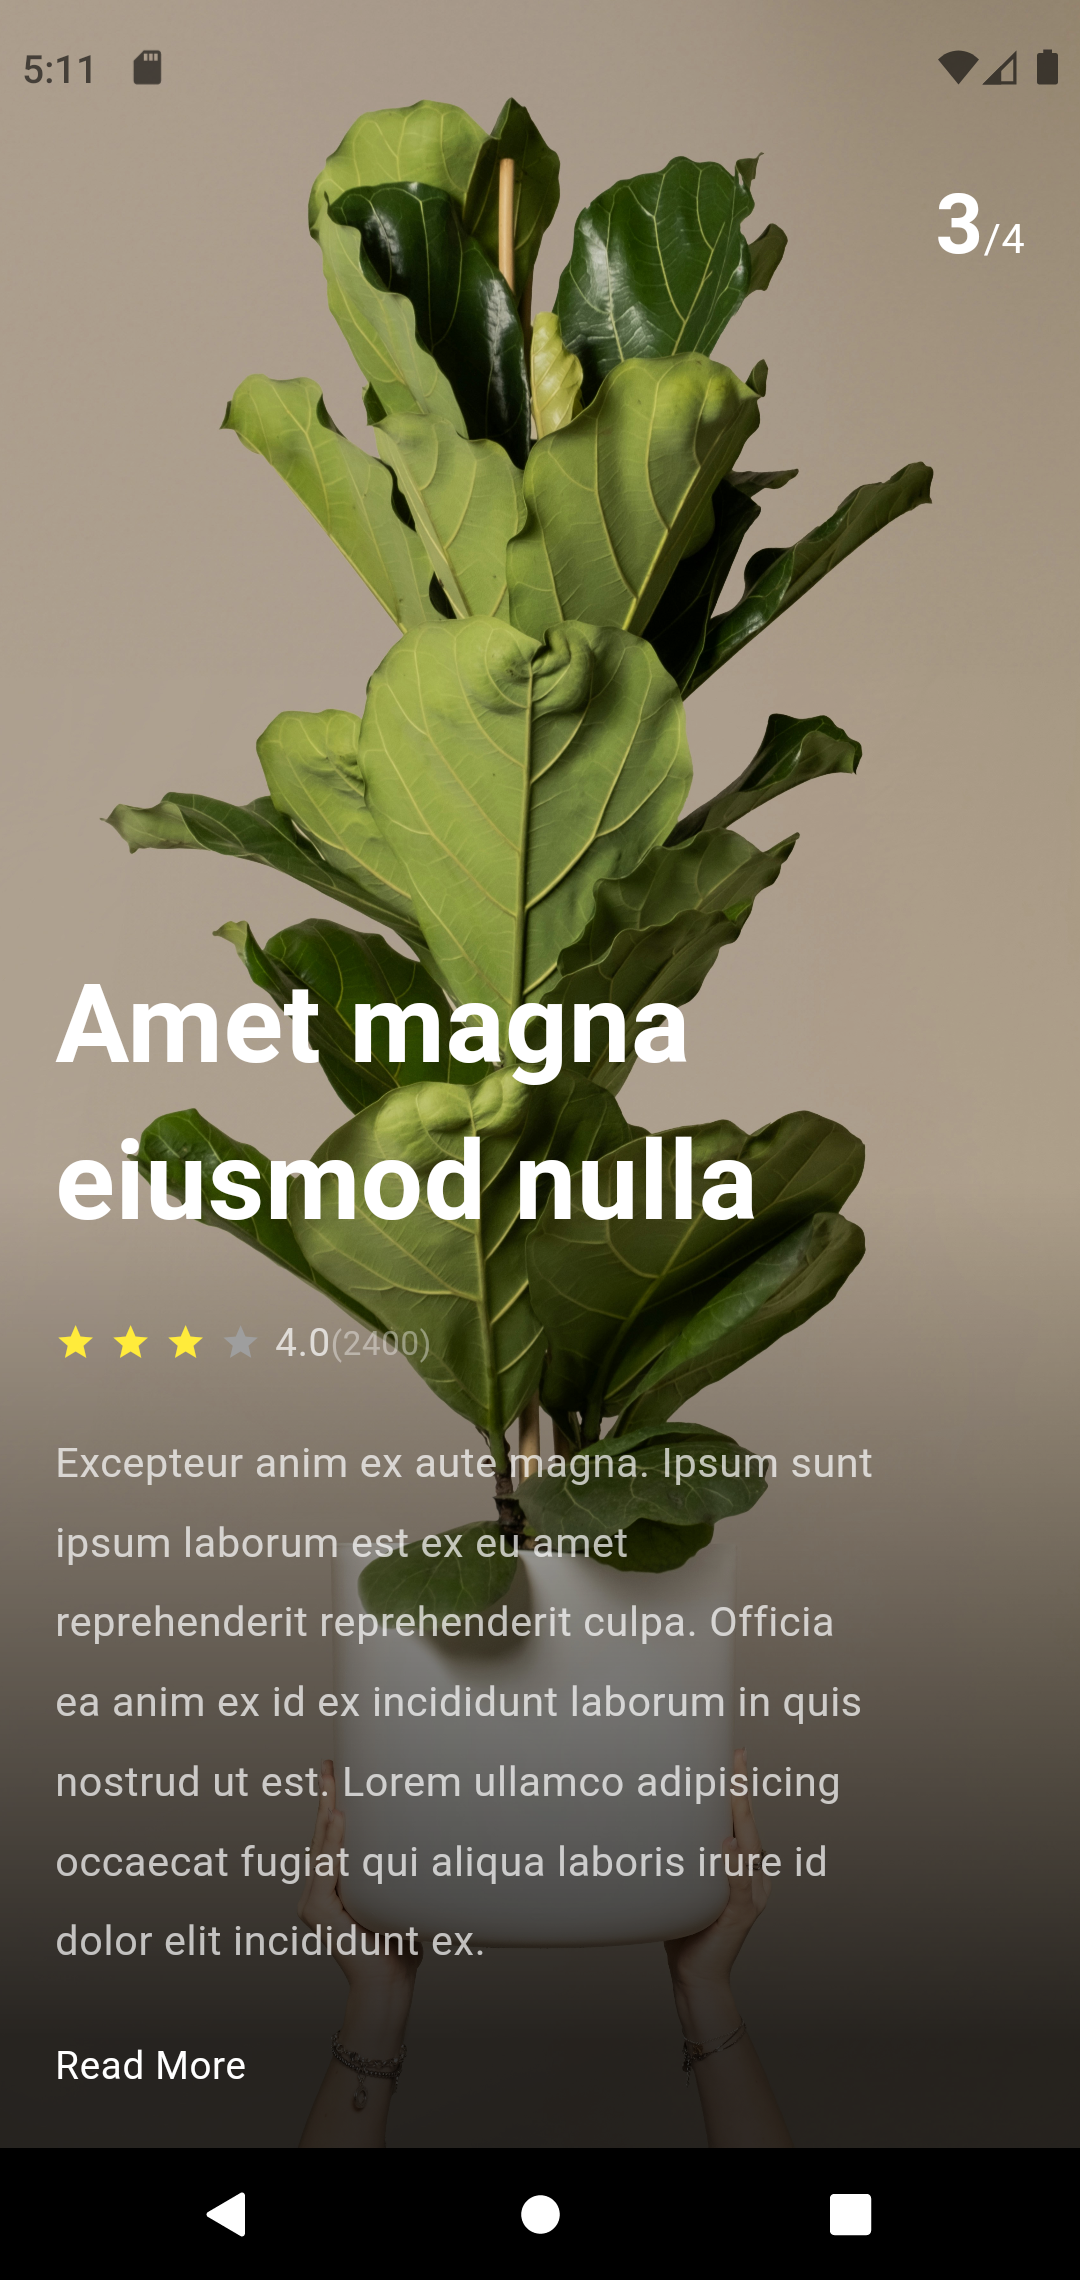 5:11
3/4
Amet magna
eiusmod nulla
4.0(2400)
Excepteur anim ex aute magna. Ipsum sunt
ipsum laborum est ex eu amet
reprehenderit reprehenderit culpa. Officia
ea anim ex id ex incididunt laborum in quis
nostrud ut est. Lorem ullamco adipisicing
occaecat fugiat qui aliqua laboris irure id
dolor elit incididunt ex.
Read More